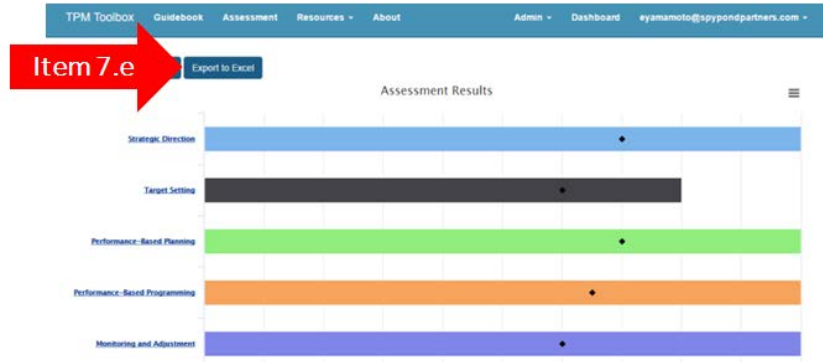 TPM Toolbox Guidebook Assessment Resources About Admin Dashboard eyamamoto@spypondpartners.com
Item 7.e Export to Excel
Assessment Results
Strategic Direction
Target Setting
Performance-Based Planning
Performance-Based Programming
Monitoring and Adjustment